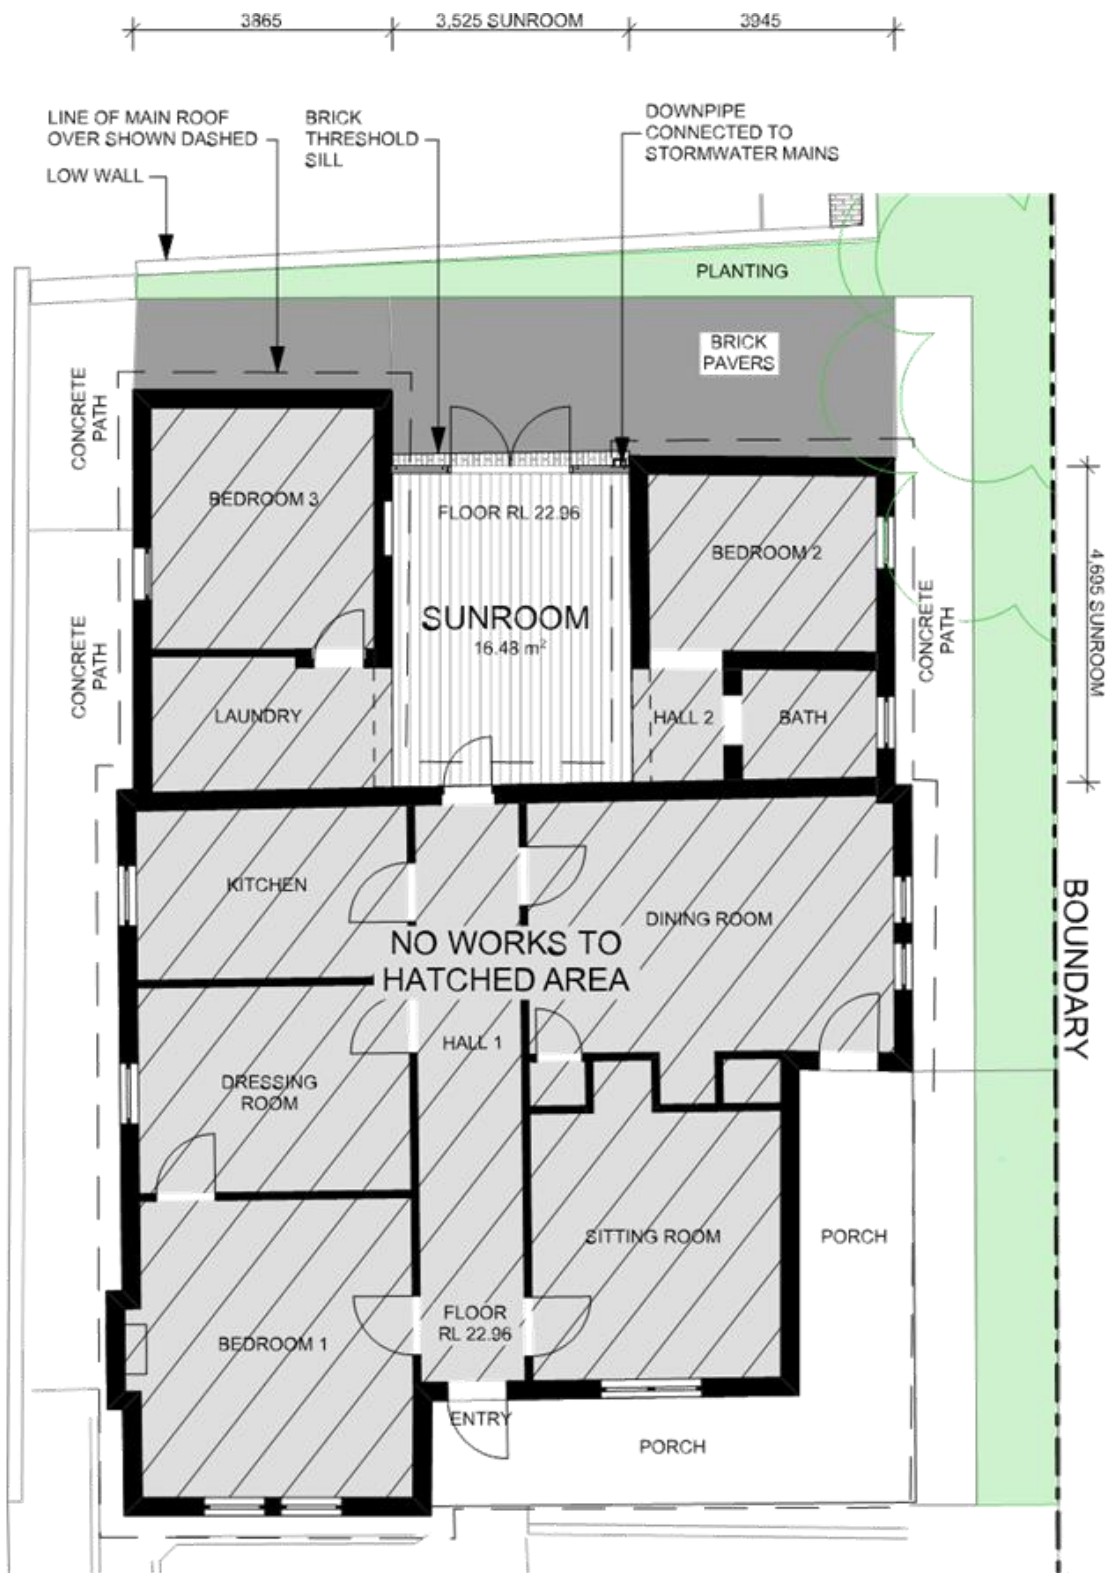 3865
3,525 SUNROOM
3945
LINE OF MAIN ROOF
OVER SHOWN DASHED
LOW WALL
BRICK
THRESHOLD
SILL
DOWNPIPE
CONNECTED TO
STORMWATER MAINS
PLANTING
BRICK
PAVERS
CONCRETE
PATH
BEDROOM 3
FLOOR RL 22.96
BEDROOM 2
SUNROOM
16.48 m²
4,695 SUNROOM
CONCRETE
PATH
CONCRETE
PATH
LAUNDRY
HALL 2
BATH
KITCHEN
DINING ROOM
NO WORKS TO
HATCHED AREA
BOUNDARY
HALL 1
DRESSING
ROOM
SITTING ROOM
PORCH
FLOOR
RL 22.96
BEDROOM 1
ENTRY
PORCH